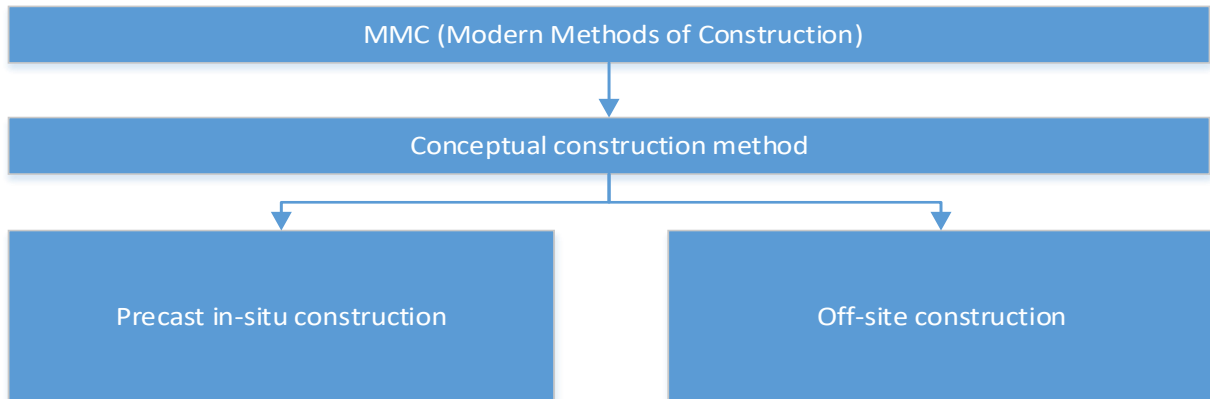 MMC (Modern Methods of Construction)
Conceptual construction method
Precast in-situ construction
Off-site construction